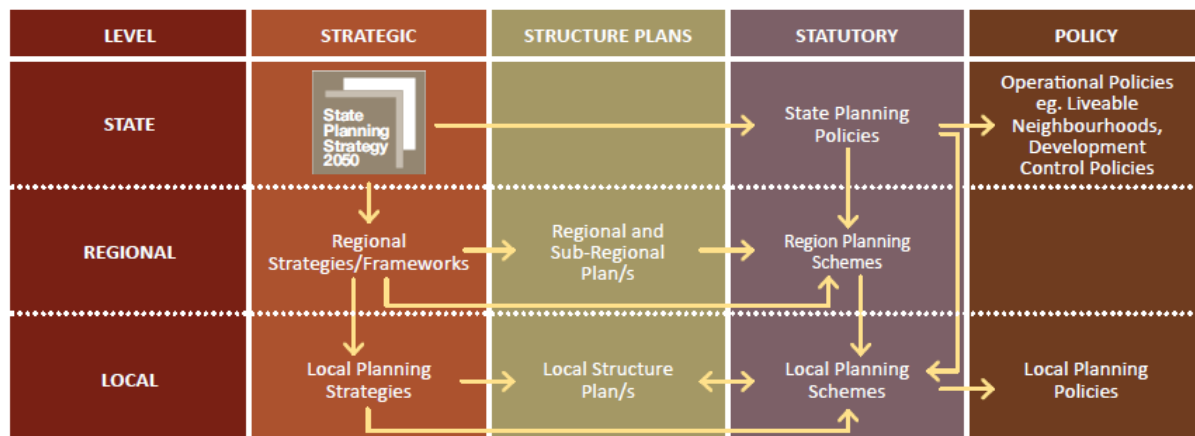 LEVEL
STRATEGIC
STRUCTURE PLANS
STATUTORY
POLICY
STATE
State
Planning
Strategy
2050
State Planning
Policies
Operational Policies
eg. Liveable
Neighbourhoods,
Development
Control Policies
REGIONAL
Regional
Strategies/Frameworks
Regional and
Sub-Regional
Plan/s
Region Planning
Schemes
LOCAL
Local Planning
Strategies
Local Structure
Plan/s
Local Planning
Schemes
Local Planning
Policies